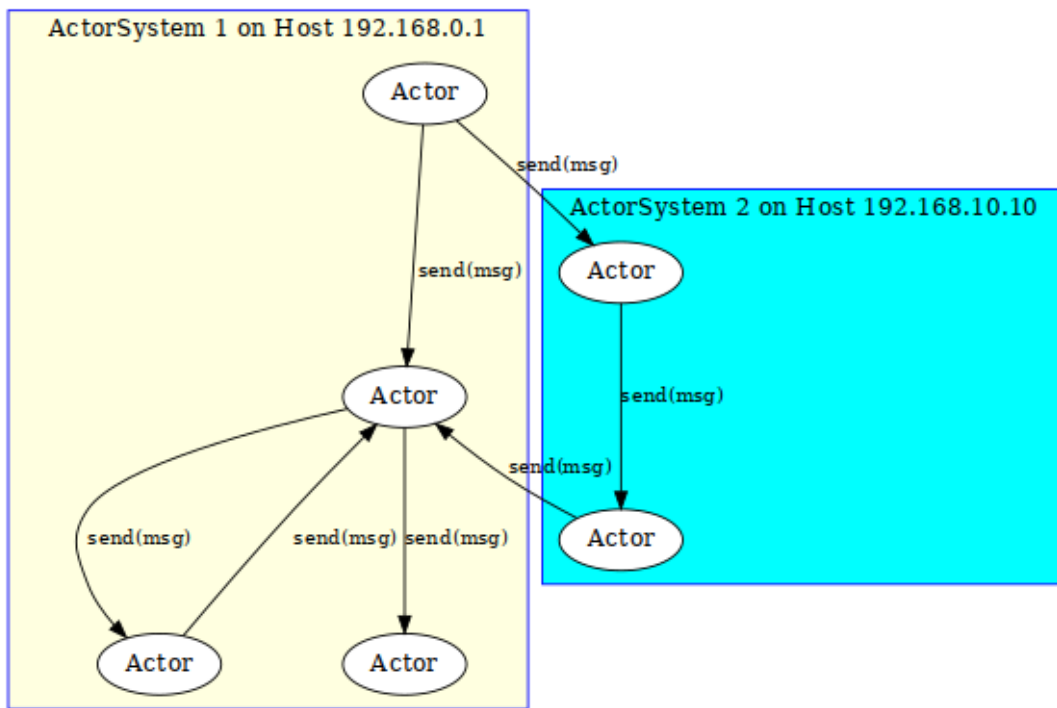 ActorSystem 1 on Host 192.168.0.1
Actor
send(msg)
ActorSystem 2 on Host 192.168.10.10
Actor
send(msg)
Actor
send(msg)
send(msg)
send(msg)
send(msg)
send(msg)
Actor
Actor
Actor